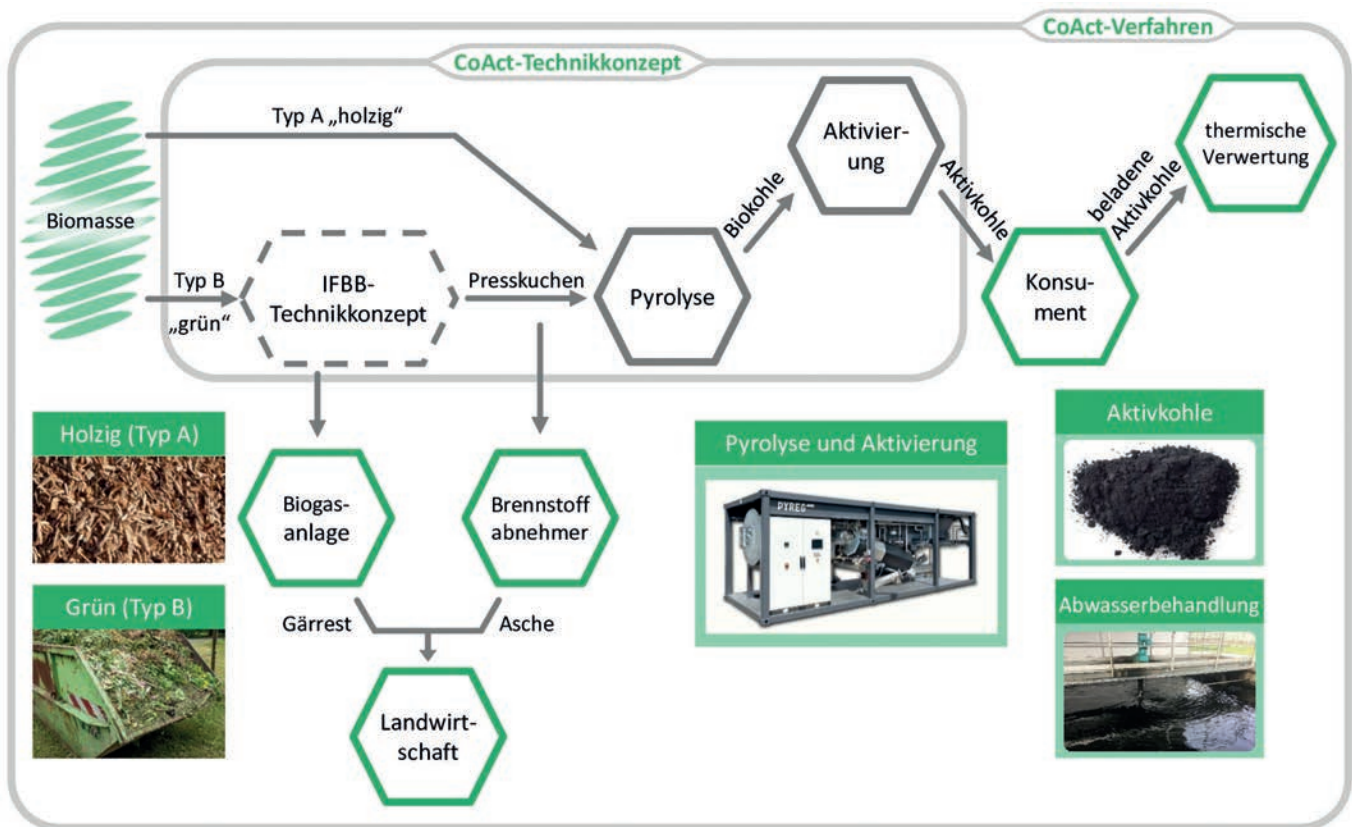 CoAct-Verfahren
CoAct-Technikkonzept
Typ A „holzig“
Aktivier-
ung
thermische
Verwertung
Biomasse
Biokohle
Aktivkohle
beladene
Aktivkohle
Typ B
„grün“
IFBB-
Technikkonzept
Presskuchen
Pyrolyse
Konsu-
ment
Holzig (Typ A)
Biogas-
anlage
Brennstoff
abnehmer
Pyrolyse und Aktivierung
PYREG
Aktivkohle
Grün (Typ B)
Gärrest
Asche
Abwasserbehandlung
Landwirt-
schaft